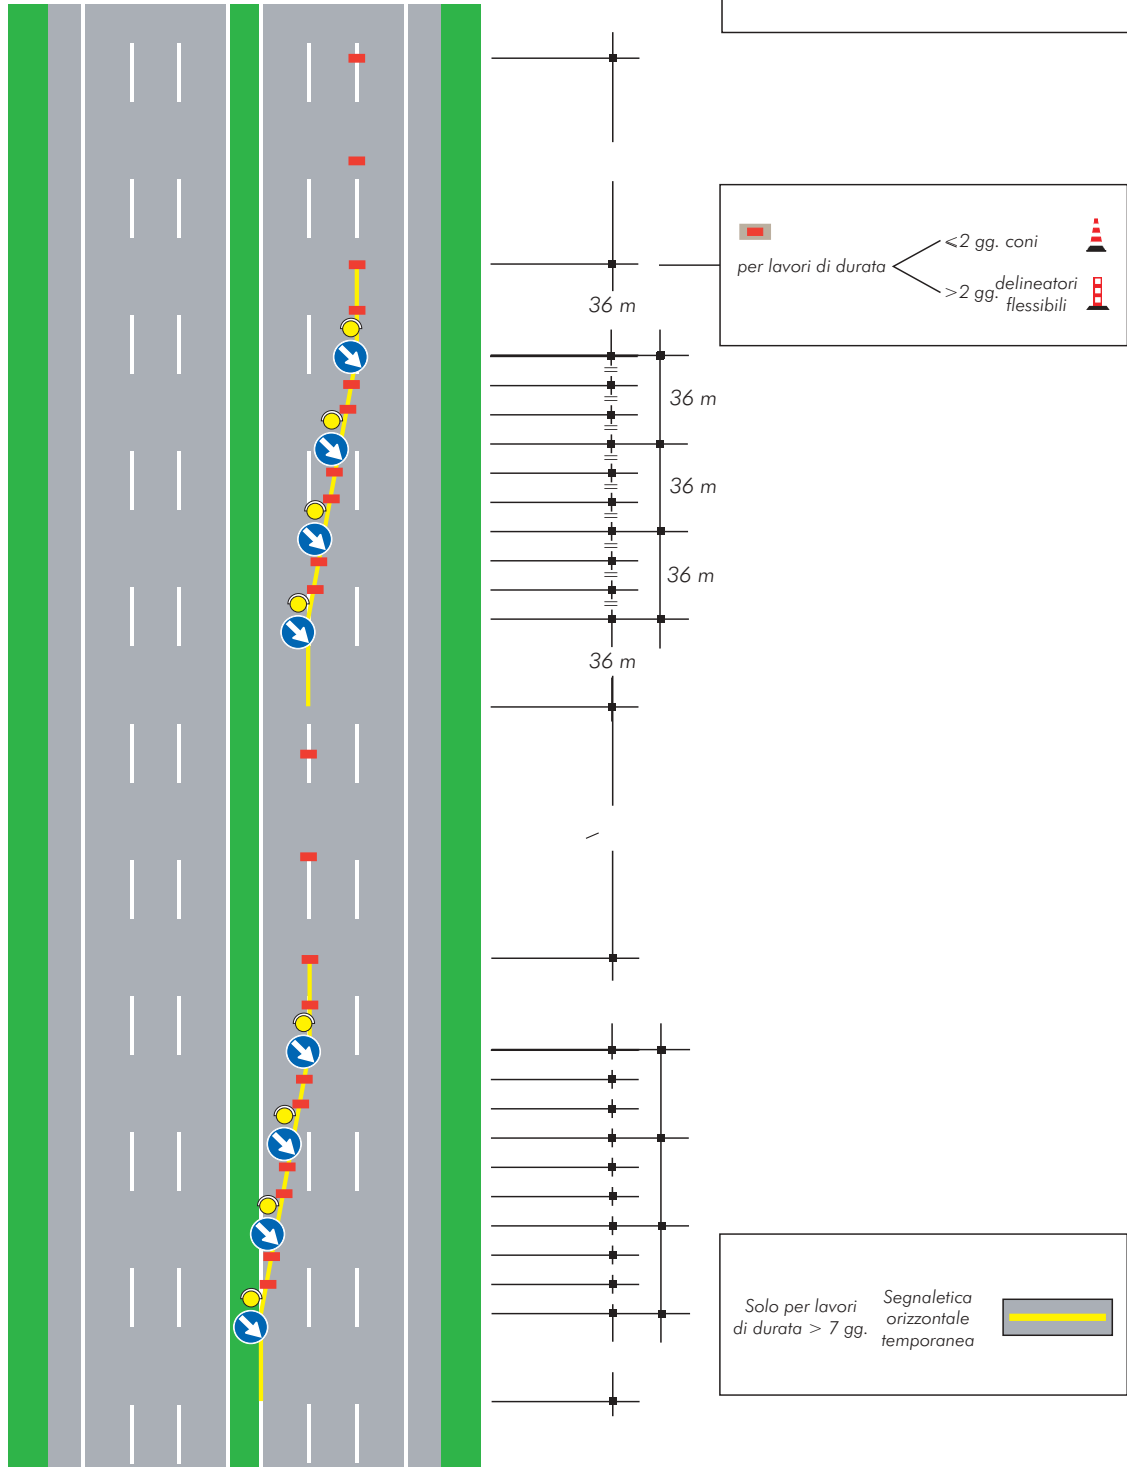 <2 gg. coni
per lavori di durata
>2 gg. delineatori
flessibili
36 m
36 m
36 m
36 m
36 m
Solo per lavori
di durata > 7 gg.
Segnaletica
orizzontale
temporanea